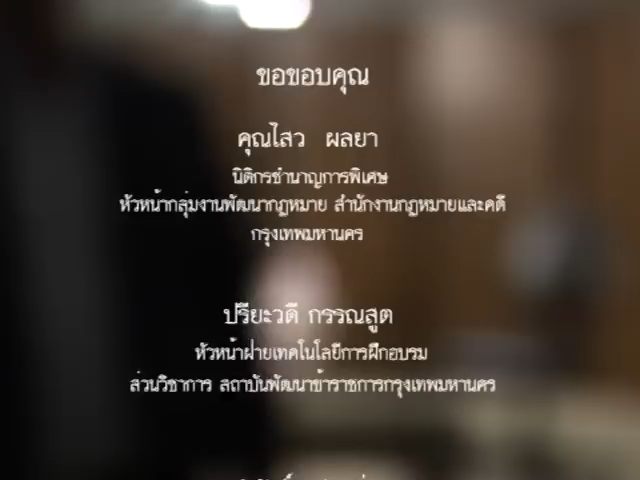 ขอขอบคุณ
คุณไสว ผลยา
นิติกรชำนาญการพิเศษ
หัวหน้ากลุ่มงานพัฒนากฎหมาย สำนักงานกฎหมายและคดี
กรุงเทพมหานคร
ปรียะวดี กรรณสูต
หัวหน้าฝ่ายเทคโนโลยีการฝึกอบรม
ส่วนวิชาการ สถาบันพัฒนาข้าราชการกรุงเทพมหานคร